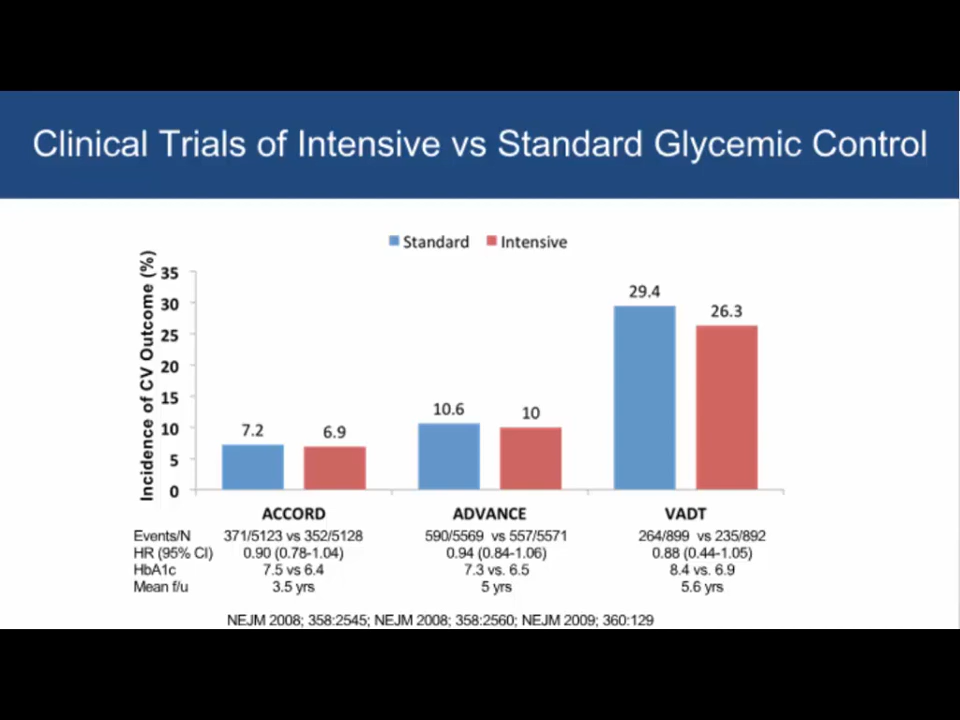 Clinical Trials of Intensive vs Standard Glycemic Control
Standard Intensive
Incidence of CV Outcome (%)
35
30
25
20
15
10
5
0
7.2
6.9
10.6
10
29.4
26.3
ACCORD ADVANCE VADT
Events/N 371/5123 vs 352/5128 590/5569 vs 557/5571 264/899 vs 235/892
HR (95% CI) 0.90 (0.78-1.04) 0.94 (0.84-1.06) 0.88 (0.44-1.05)
HbA1c 7.5 vs 6.4 7.3 vs. 6.5 8.4 vs. 6.9
Mean f/u 3.5 yrs 5 yrs 5.6 yrs
NEJM 2008; 358:2545; NEJM 2008; 358:2560; NEJM 2009; 360:129